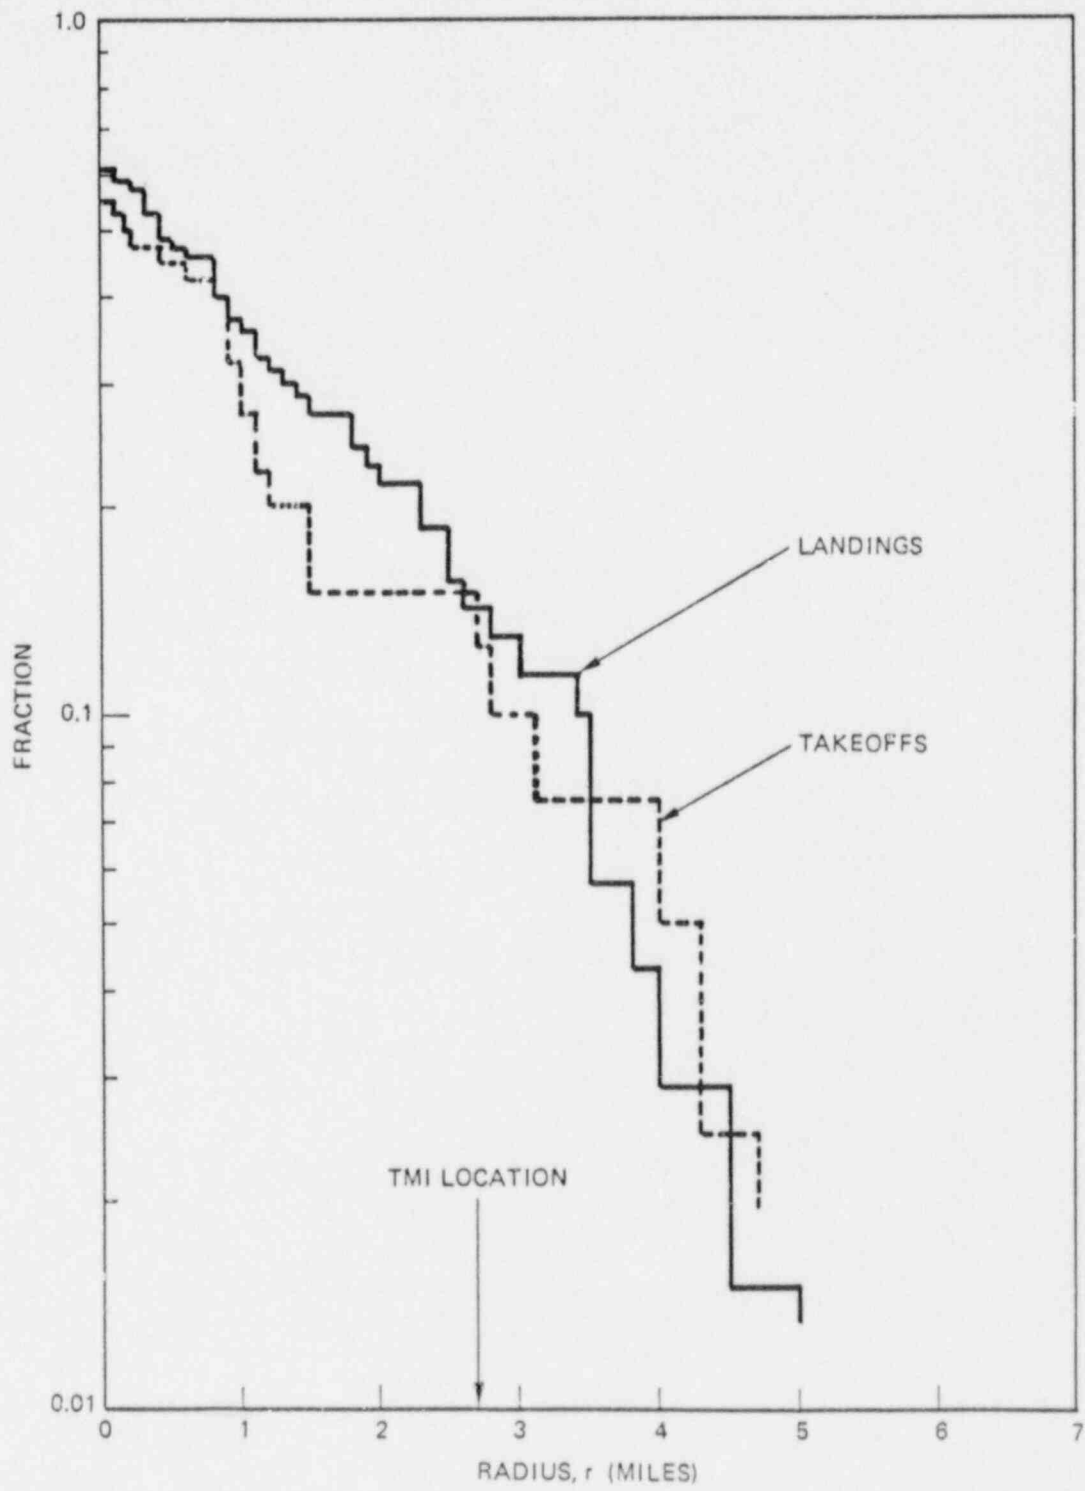 1.0
LANDINGS
FRACTION
0.1
TAKEOFFS
TMI LOCATION
0.01
0 1 2 3 4 5 6 7
RADIUS, r (MILES)